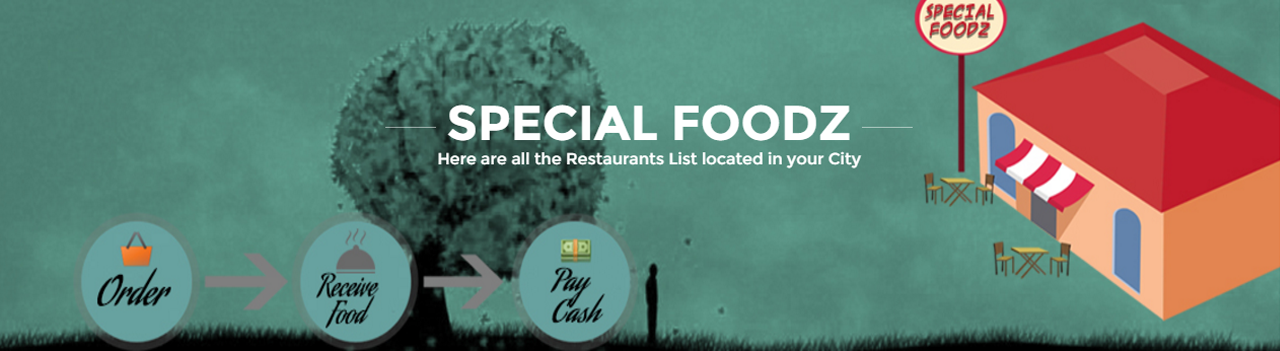 SPECIAL
FOODZ
SPECIAL FOODZ
Here are all the Restaurants List located in your City
Order
Receive
Food
Pay
Cash